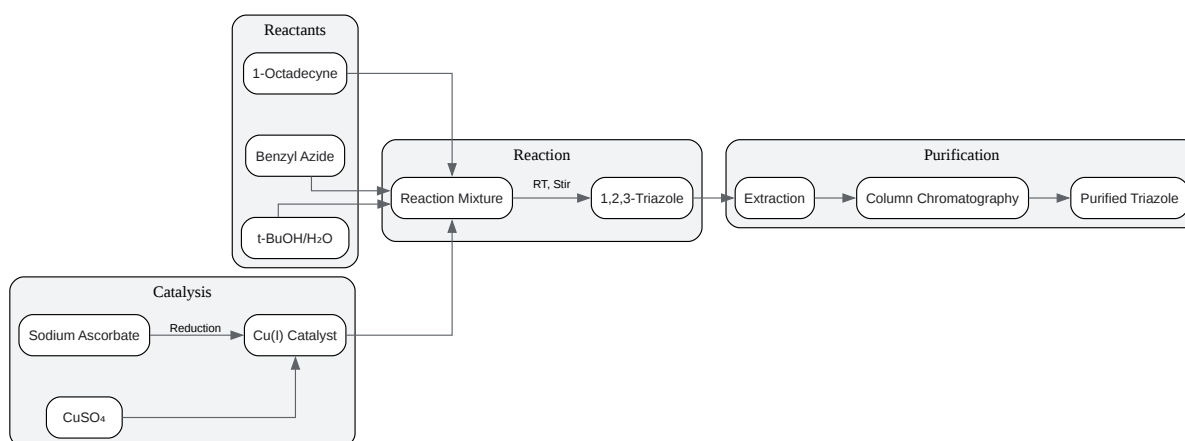 Reactants
1-Octadecyne
Benzyl Azide
t-BuOH/H₂O
Reaction
Reaction Mixture
RT, Stir
1,2,3-Triazole
Purification
Extraction
Column Chromatography
Purified Triazole
Catalysis
Sodium Ascorbate
Reduction
Cu(I) Catalyst
CuSO₄